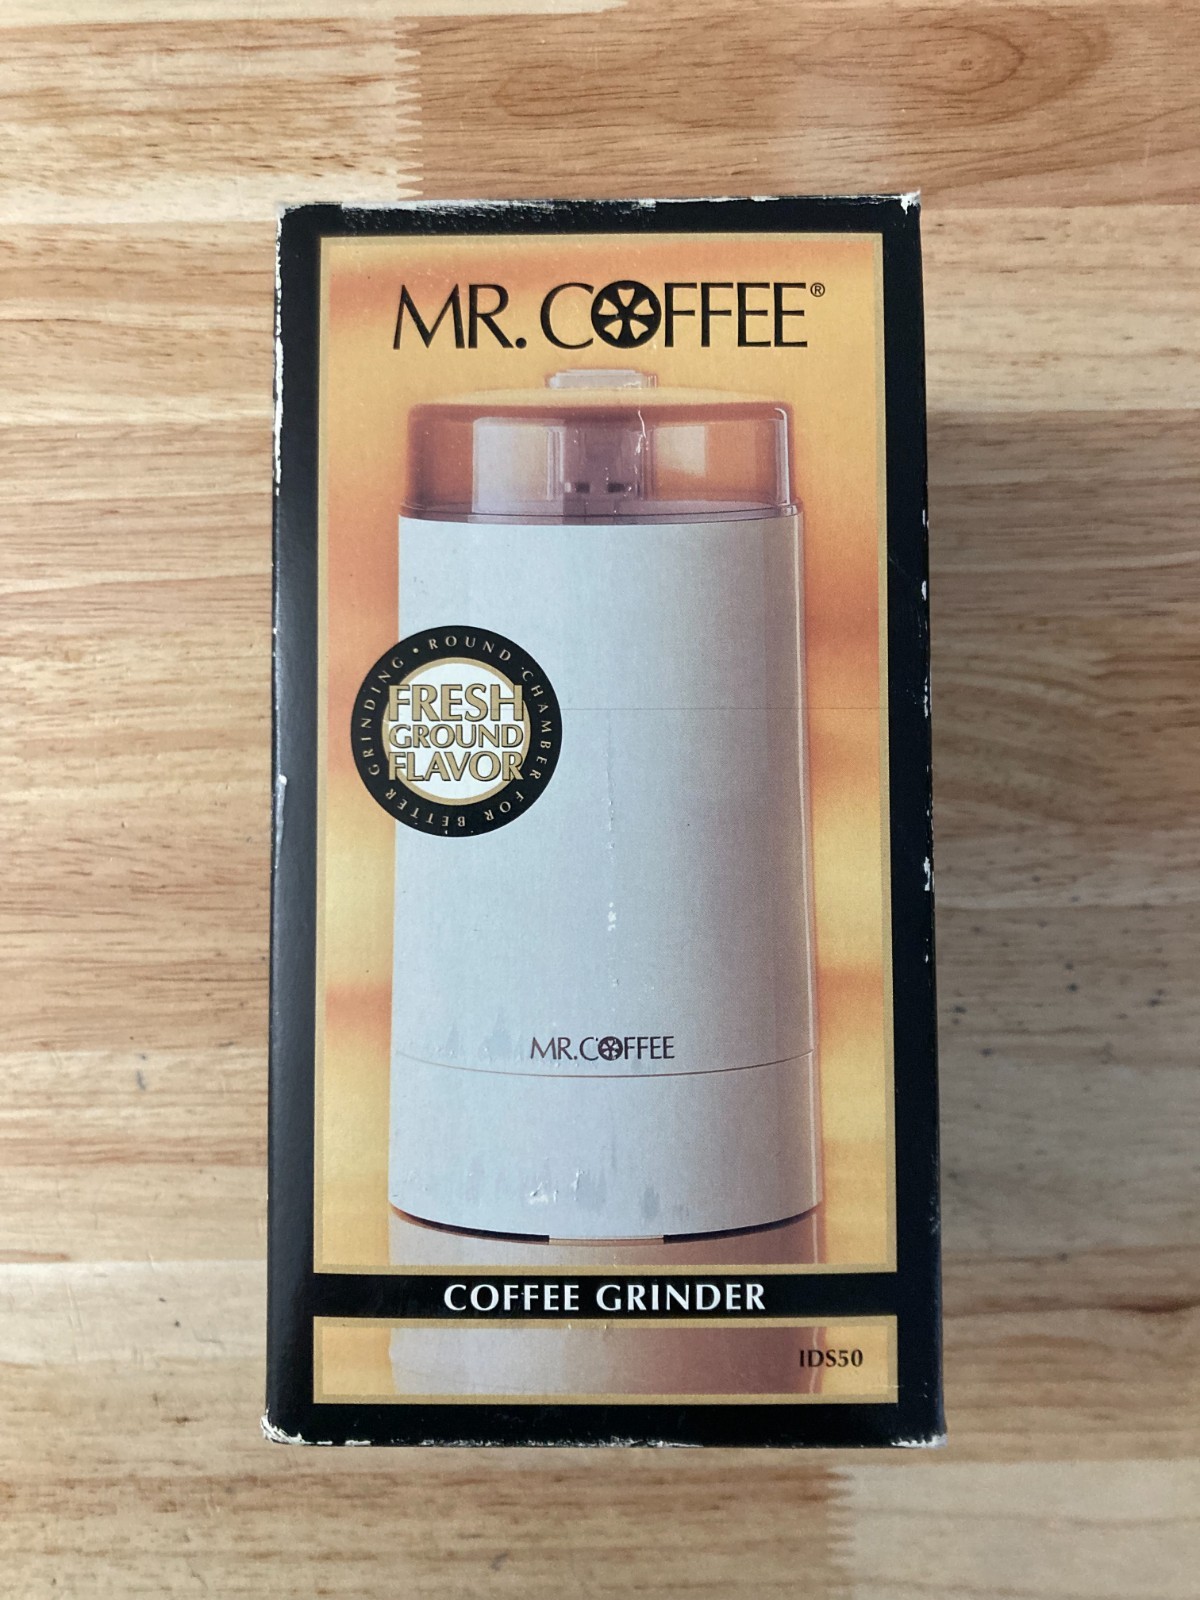 MR. COFFEE®
GRINDING • ROUND CHAMBER FOR BETTER
FRESH
GROUND
FLAVOR
MR. COFFEE
COFFEE GRINDER
IDS50